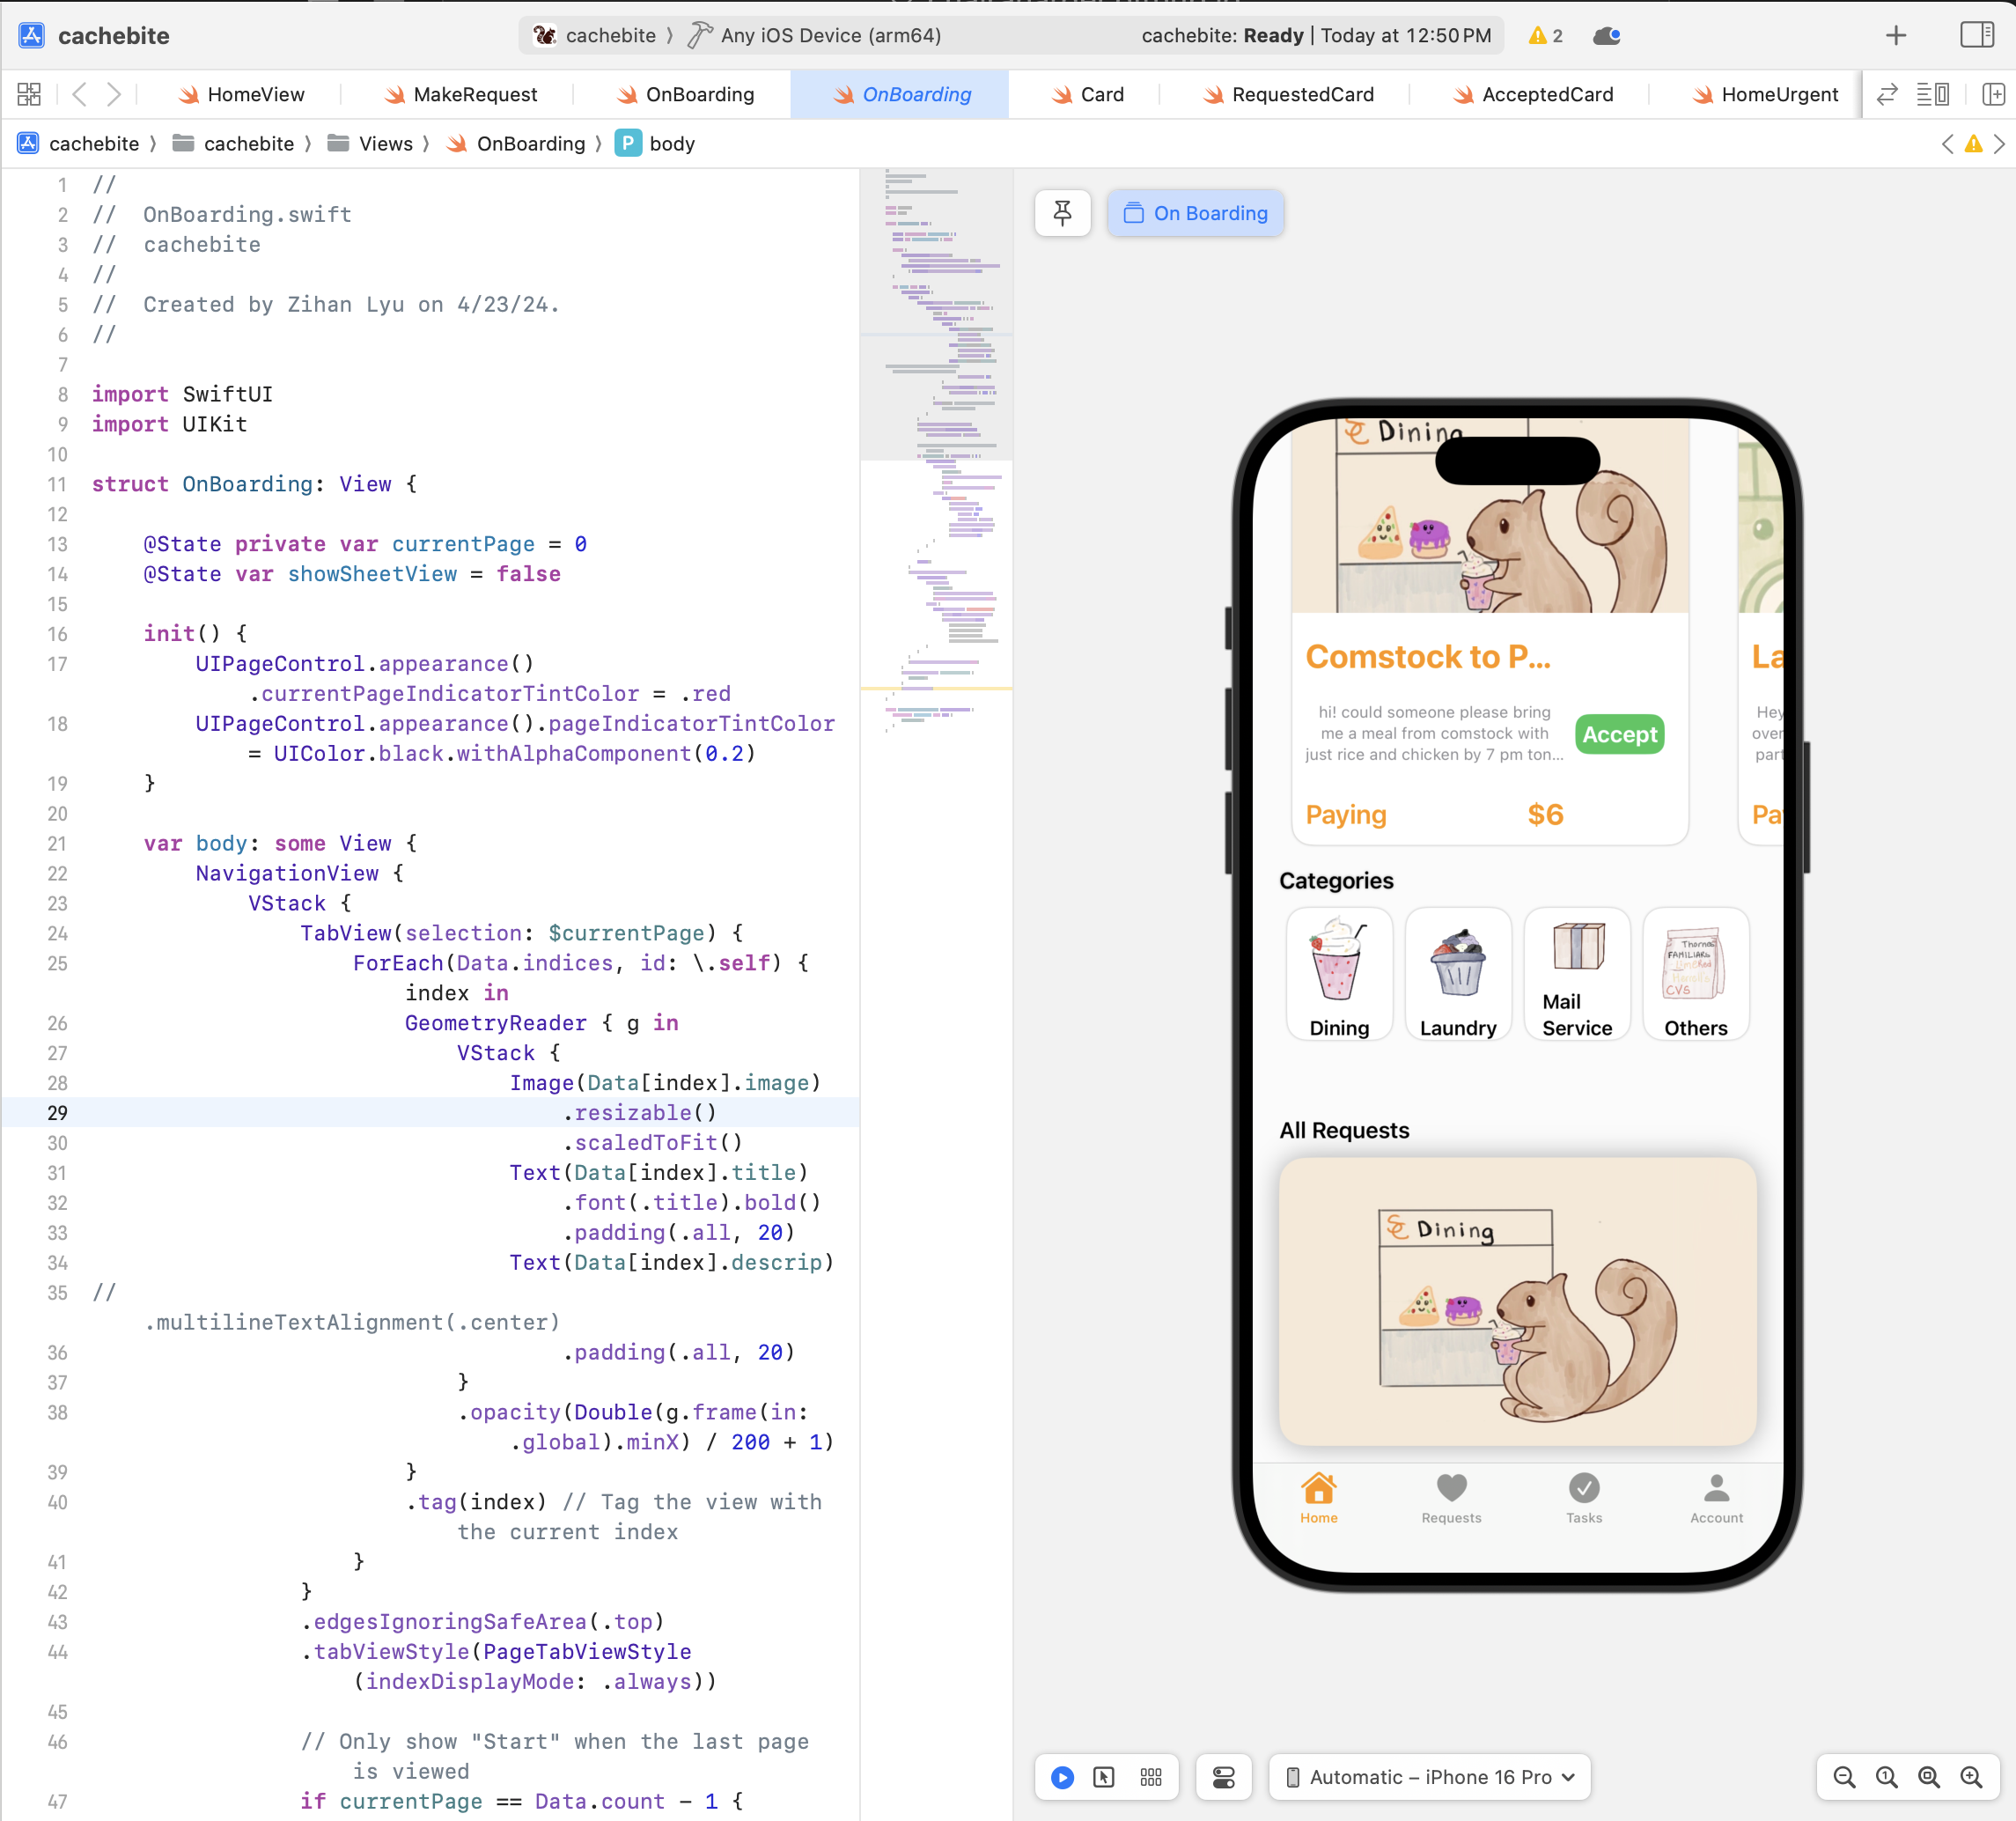 cachebite
cachebite 〉 Any iOS Device (arm64)
cachebite: Ready | Today at 12:50 PM
2
HomeView
MakeRequest
OnBoarding
OnBoarding
Card
RequestedCard
AcceptedCard
HomeUrgent
cachebite 〉 cachebite 〉 Views 〉 OnBoarding 〉 P body
1 //
2 //  OnBoarding.swift
3 //  cachebite
4 //
5 //  Created by Zihan Lyu on 4/23/24.
6 //
7
8 import SwiftUI
9 import UIKit
10
11 struct OnBoarding: View {
12
13     @State private var currentPage = 0
14     @State var showSheetView = false
15
16     init() {
17         UIPageControl.appearance()
            .currentPageIndicatorTintColor = .red
18         UIPageControl.appearance().pageIndicatorTintColor
            = UIColor.black.withAlphaComponent(0.2)
19     }
20
21     var body: some View {
22         NavigationView {
23             VStack {
24                 TabView(selection: $currentPage) {
25                     ForEach(Data.indices, id: \.self) {
                        index in
26                         GeometryReader { g in
27                             VStack {
28                                 Image(Data[index].image)
29                                     .resizable()
30                                     .scaledToFit()
31                                 Text(Data[index].title)
32                                     .font(.title).bold()
33                                     .padding(.all, 20)
34                                 Text(Data[index].descrip)
35 //
    .multilineTextAlignment(.center)
36                                     .padding(.all, 20)
37                             }
38                             .opacity(Double(g.frame(in:
                                .global).minX) / 200 + 1)
39                         }
40                         .tag(index) // Tag the view with
                            the current index
41                     }
42                 }
43                 .edgesIgnoringSafeArea(.top)
44                 .tabViewStyle(PageTabViewStyle
                    (indexDisplayMode: .always))
45
46                 // Only show "Start" when the last page
                    is viewed
47                 if currentPage == Data.count - 1 {
On Boarding
SC Dining
Comstock to P...
La
hi! could someone please bring
me a meal from comstock with
just rice and chicken by 7 pm ton...
Accept
Hey
over
part
Paying $6
Pa
Categories
FAMILIARS
CVS
Dining
Laundry
Mail
Service
Others
All Requests
SC Dining
Home
Requests
Tasks
Account
Automatic – iPhone 16 Pro